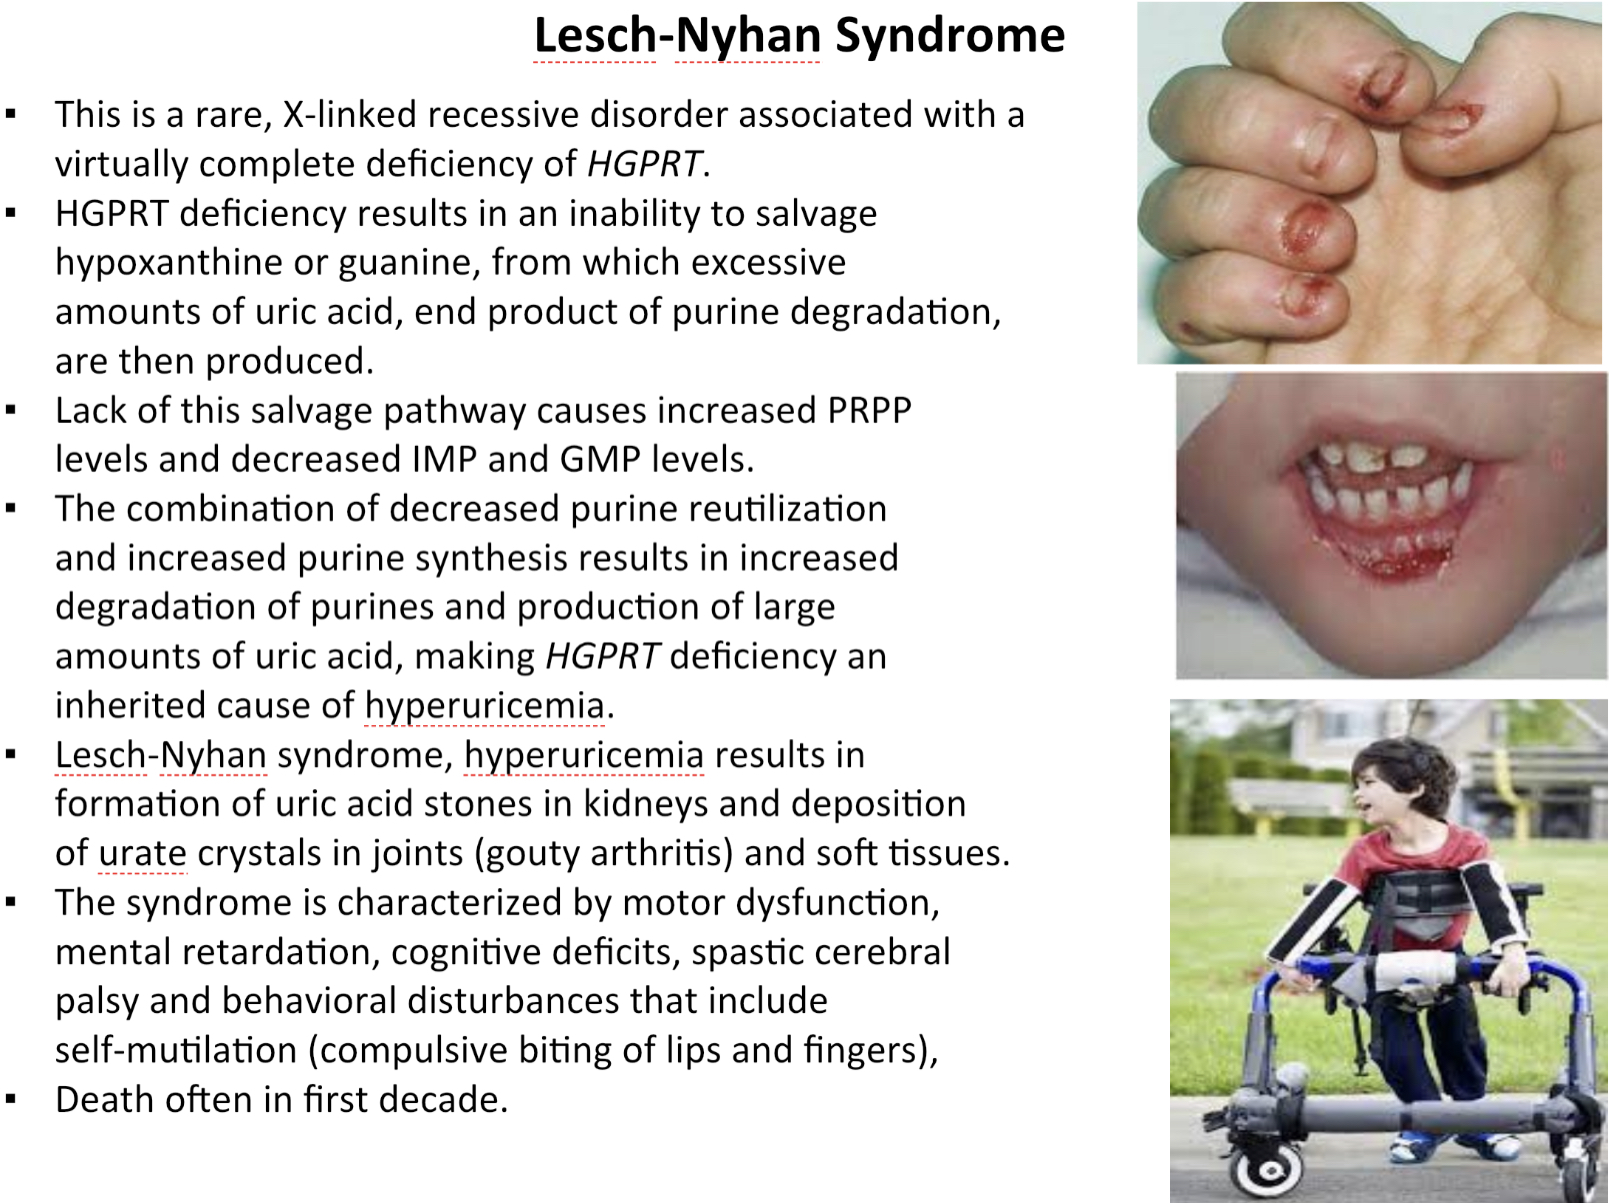 Lesch-Nyhan Syndrome
▪ This is a rare, X-linked recessive disorder associated with a
virtually complete deficiency of HGPRT.
▪ HGPRT deficiency results in an inability to salvage
hypoxanthine or guanine, from which excessive
amounts of uric acid, end product of purine degradation,
are then produced.
▪ Lack of this salvage pathway causes increased PRPP
levels and decreased IMP and GMP levels.
▪ The combination of decreased purine reutilization
and increased purine synthesis results in increased
degradation of purines and production of large
amounts of uric acid, making HGPRT deficiency an
inherited cause of hyperuricemia.
▪ Lesch-Nyhan syndrome, hyperuricemia results in
formation of uric acid stones in kidneys and deposition
of urate crystals in joints (gouty arthritis) and soft tissues.
▪ The syndrome is characterized by motor dysfunction,
mental retardation, cognitive deficits, spastic cerebral
palsy and behavioral disturbances that include
self-mutilation (compulsive biting of lips and fingers),
▪ Death often in first decade.